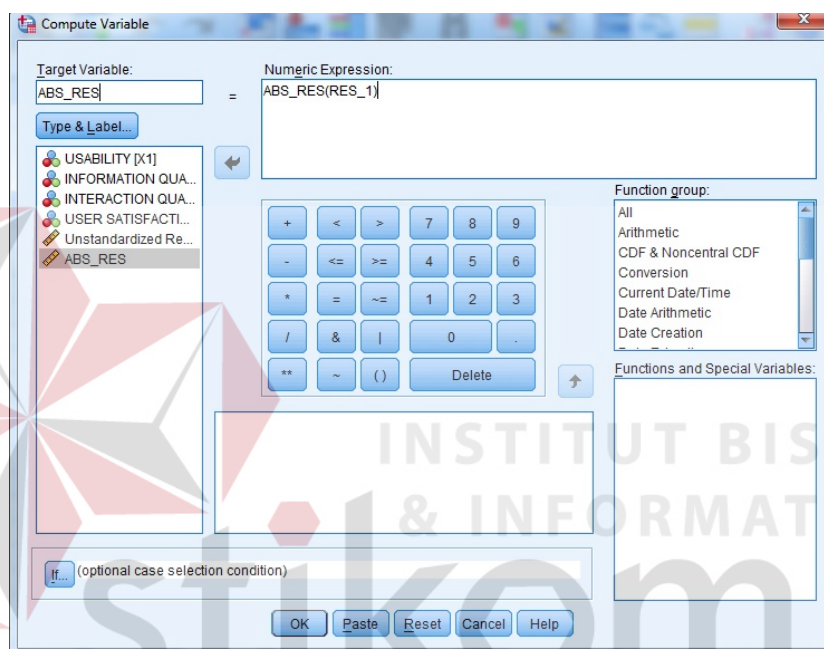 Compute Variable
Target Variable:
ABS_RES
=
Numeric Expression:
ABS_RES(RES_1)
Type & Label...
USABILITY [X1]
INFORMATION QUA...
INTERACTION QUA...
USER SATISFACTI...
Unstandardized Re...
ABS_RES
+ < > 7 8 9
- <= >= 4 5 6
* = ~= 1 2 3
/ & | 0 .
** ~ ( ) Delete
Function group:
All
Arithmetic
CDF & Noncentral CDF
Conversion
Current Date/Time
Date Arithmetic
Date Creation
Functions and Special Variables:
If... (optional case selection condition)
OK Paste Reset Cancel Help
INSTITUT BIS
& INFORMAT
stikom